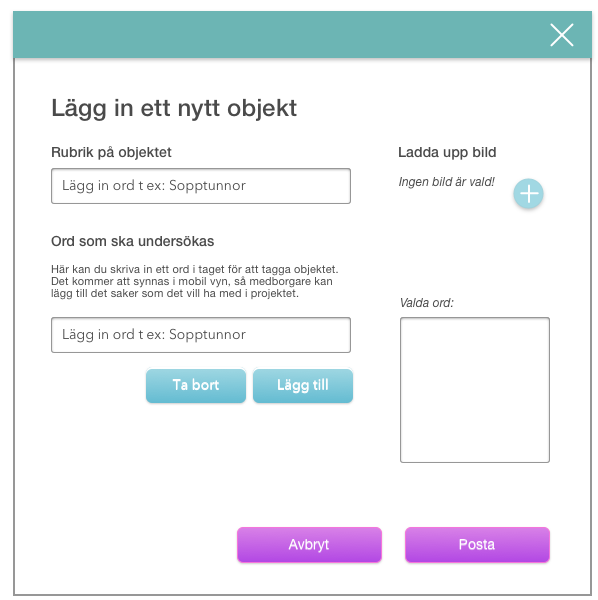 Lägg in ett nytt objekt
Rubrik på objektet
Lägg in ord t ex: Sopptunnor
Ladda upp bild
Ingen bild är vald!
Ord som ska undersökas
Här kan du skriva in ett ord i taget för att tagga objektet.
Det kommer att synnas i mobil vyn, så medborgare kan
lägg till det saker som det vill ha med i projektet.
Lägg in ord t ex: Sopptunnor
Valda ord:
Ta bort
Lägg till
Avbryt
Posta